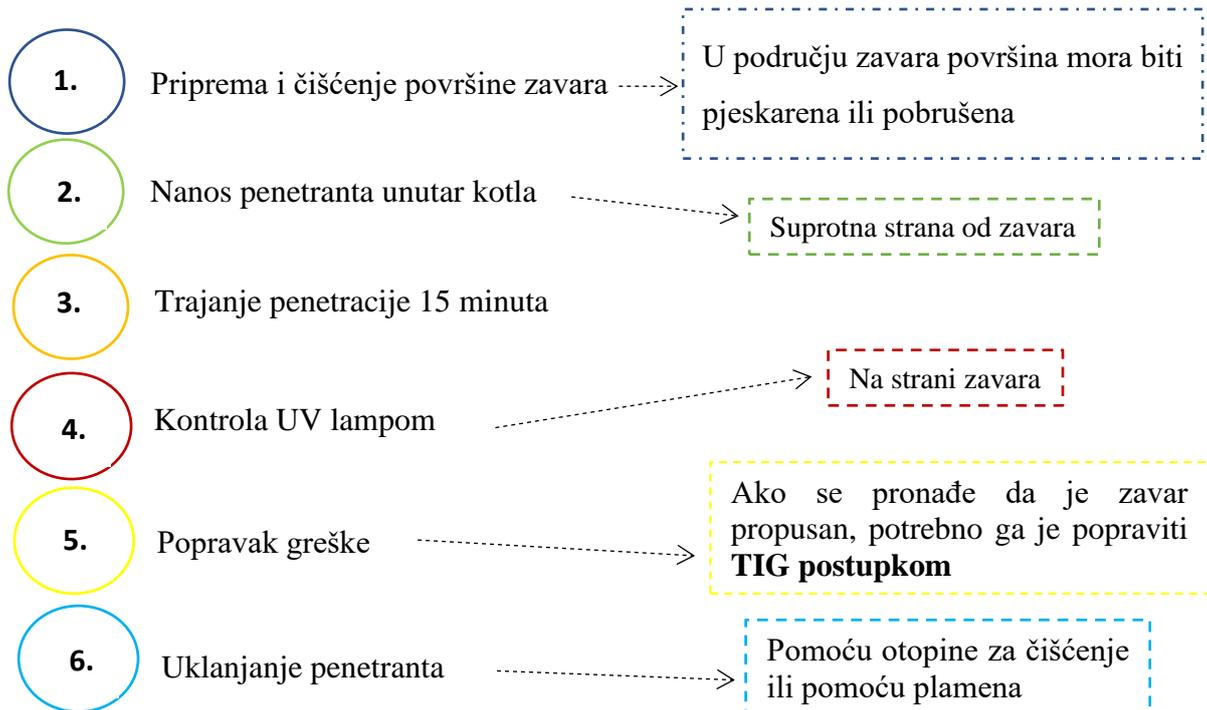 1.
Priprema i čišćenje površine zavara
U području zavara površina mora biti
pjeskarena ili pobrušena
2.
Nanos penetranta unutar kotla
Suprotna strana od zavara
3.
Trajanje penetracije 15 minuta
4.
Kontrola UV lampom
Na strani zavara
5.
Popravak greške
Ako se pronađe da je zavar
propusan, potrebno ga je popraviti
TIG postupkom
6.
Uklanjanje penetranta
Pomoću otopine za čišćenje
ili pomoću plamena